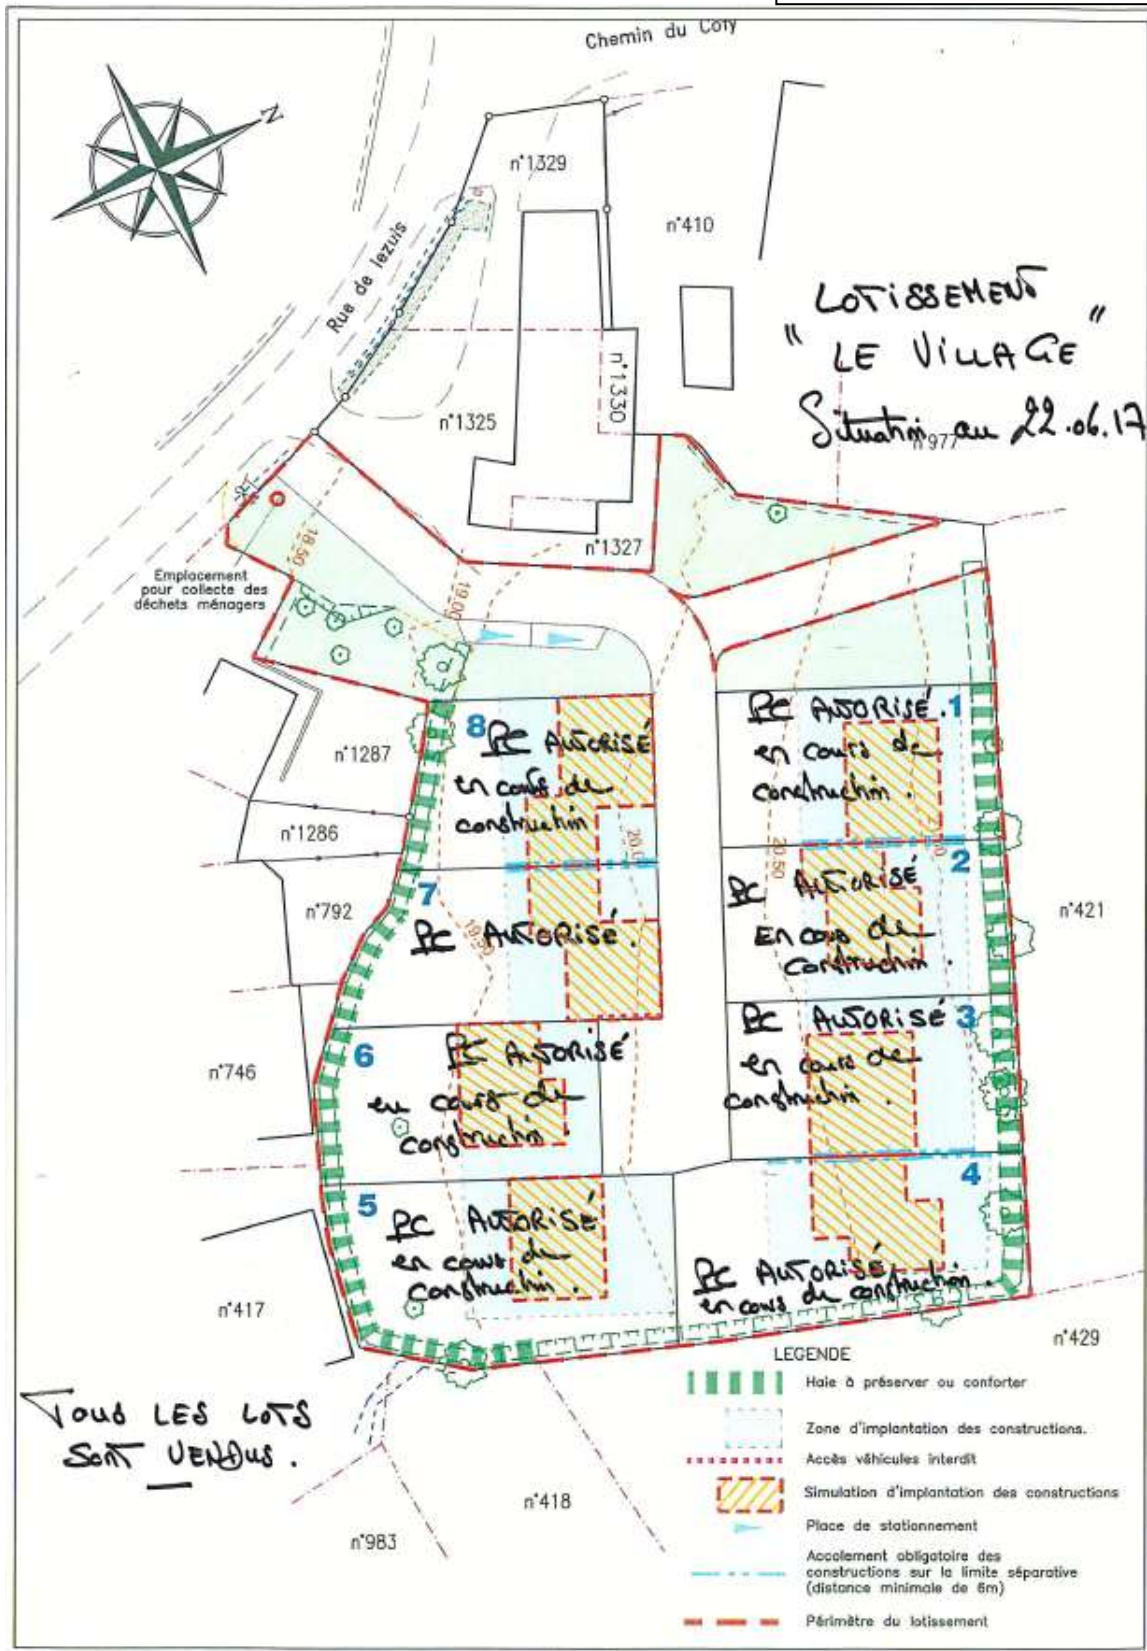 Chemin du Coty
N
n°1329
Rue de lezuis
n°410
LOTISSEMENT
" LE VILLAGE "
Situation au 22.06.17
n°977
n°1330
n°1325
n°1327
18.50
19.00
Emplacement
pour collecte des
déchets ménagers
8
PC AUTORISÉ
en cours de
construction
PC AUTORISÉ. 1
en cours de
construction.
n°1287
n°1286
20.50
2
PC AUTORISÉ
En cours de
construction.
7
PC AUTORISÉ.
19.50
n°792
n°421
PC AUTORISÉ 3
en cours de
construction.
6
PC AUTORISÉ
en cours de
construction.
n°746
4
PC AUTORISÉ
en cours de construction.
5
PC AUTORISÉ
en cours de
construction.
n°417
n°429
TOUS LES LOTS
SONT VENDUS.
n°418
n°983
LEGENDE
Haie à préserver ou conforter
Zone d'implantation des constructions.
Accès véhicules interdit
Simulation d'implantation des constructions
Place de stationnement
Accolement obligatoire des
constructions sur la limite séparative
(distance minimale de 6m)
Périmètre du lotissement